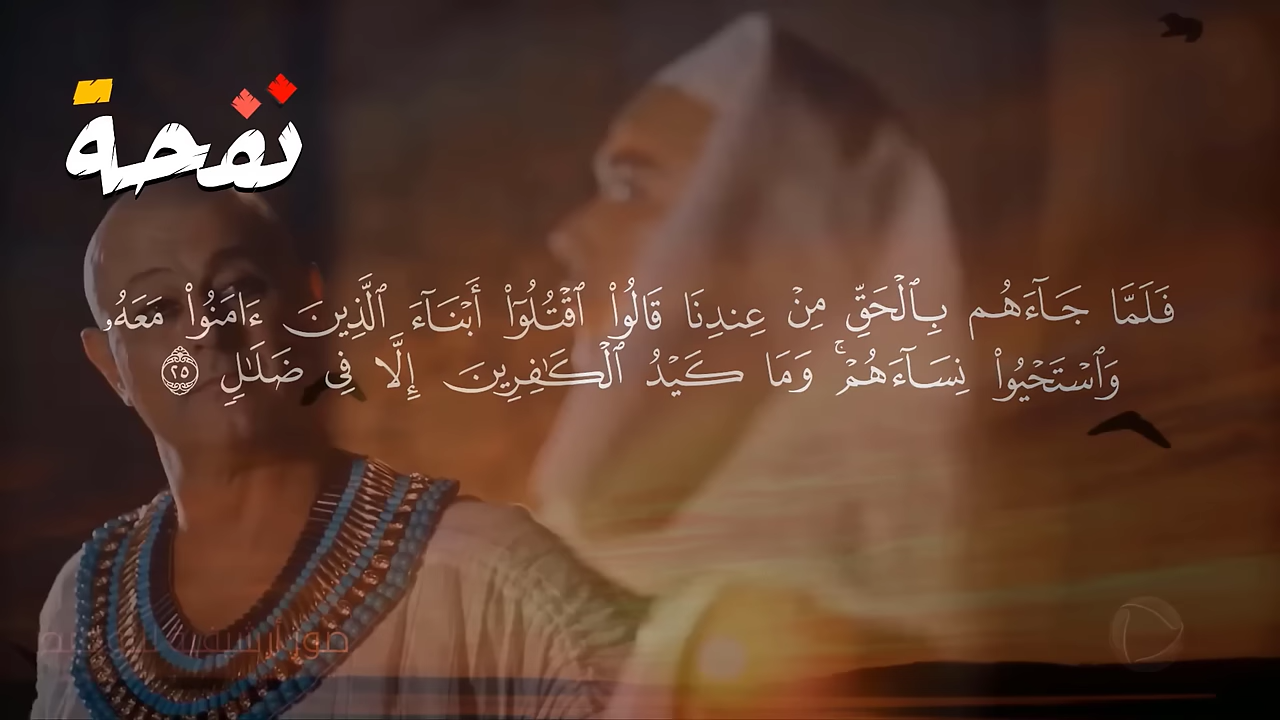 نفحة
فَلَمَّا جَآءَهُم بِٱلْحَقِّ مِنْ عِندِنَا قَالُوا۟ ٱقْتُلُوٓا۟ أَبْنَآءَ ٱلَّذِينَ ءَامَنُوا۟ مَعَهُۥ
وَٱسْتَحْيُوا۟ نِسَآءَهُمْ ۚ وَمَا كَيْدُ ٱلْكَـٰفِرِينَ إِلَّا فِى ضَلَـٰلٍ ٢٥